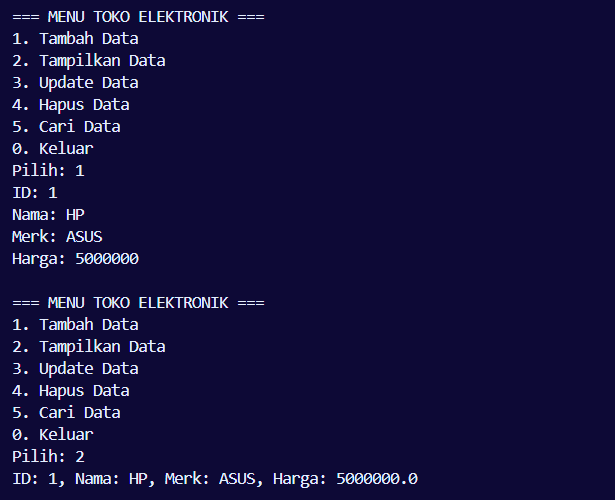 === MENU TOKO ELEKTRONIK ===
1. Tambah Data
2. Tampilkan Data
3. Update Data
4. Hapus Data
5. Cari Data
0. Keluar
Pilih: 1
ID: 1
Nama: HP
Merk: ASUS
Harga: 5000000

=== MENU TOKO ELEKTRONIK ===
1. Tambah Data
2. Tampilkan Data
3. Update Data
4. Hapus Data
5. Cari Data
0. Keluar
Pilih: 2
ID: 1, Nama: HP, Merk: ASUS, Harga: 5000000.0